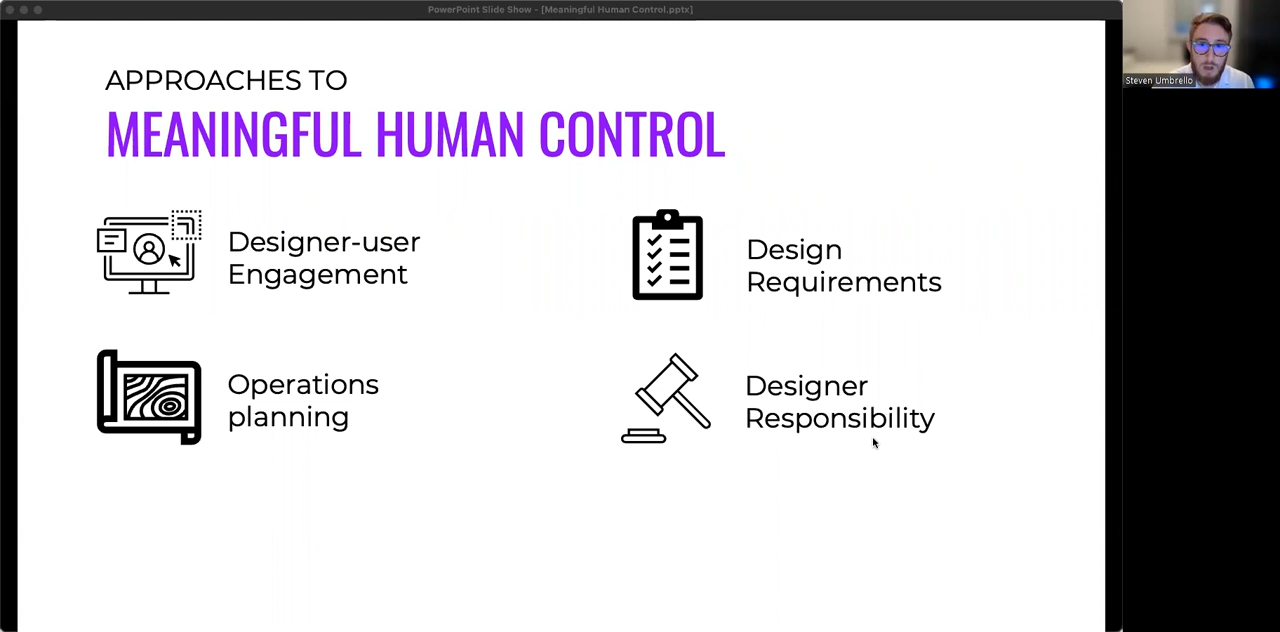 PowerPoint Slide Show - [Meaningful Human Control.pptx]
Steven Umbrello
APPROACHES TO
MEANINGFUL HUMAN CONTROL
Designer-user
Engagement
Design
Requirements
Operations
planning
Designer
Responsibility